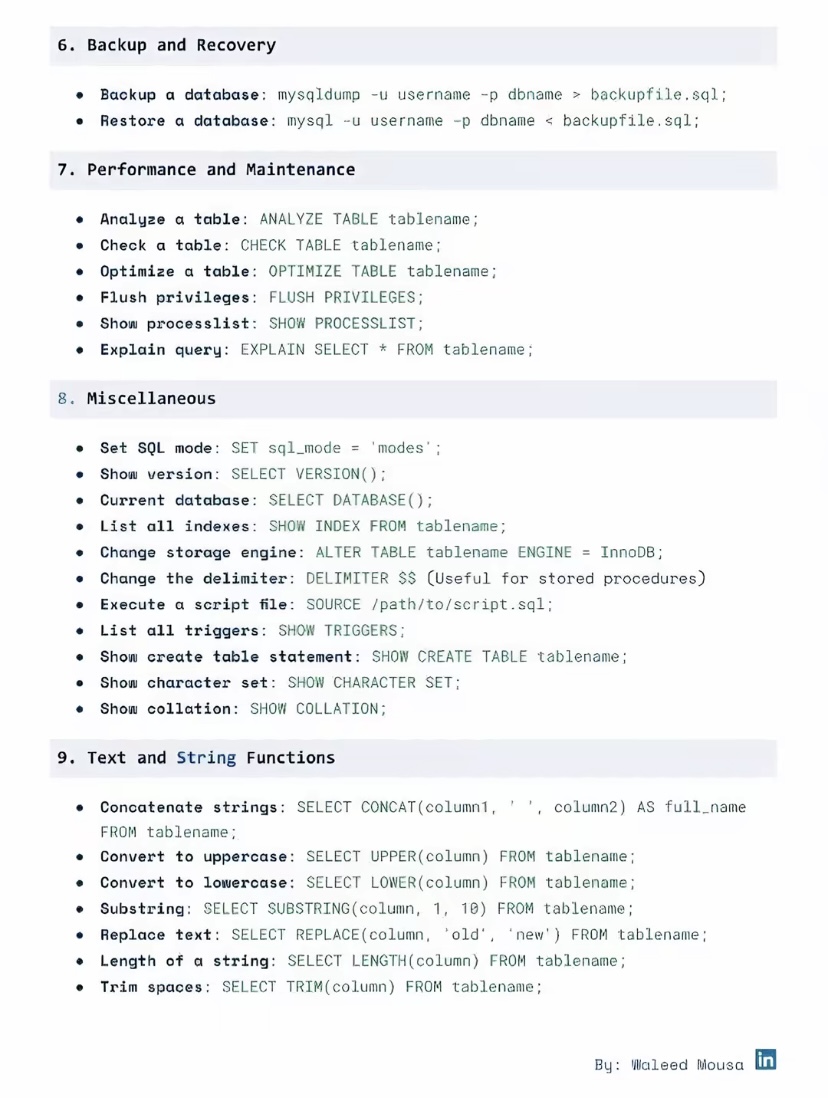 6. Backup and Recovery
• Backup a database: mysqldump -u username -p dbname > backupfile.sql;
• Restore a database: mysql -u username -p dbname < backupfile.sql;
7. Performance and Maintenance
• Analyze a table: ANALYZE TABLE tablename;
• Check a table: CHECK TABLE tablename;
• Optimize a table: OPTIMIZE TABLE tablename;
• Flush privileges: FLUSH PRIVILEGES;
• Show processlist: SHOW PROCESSLIST;
• Explain query: EXPLAIN SELECT * FROM tablename;
8. Miscellaneous
• Set SQL mode: SET sql_mode = 'modes';
• Show version: SELECT VERSION();
• Current database: SELECT DATABASE();
• List all indexes: SHOW INDEX FROM tablename;
• Change storage engine: ALTER TABLE tablename ENGINE = InnoDB;
• Change the delimiter: DELIMITER $$ (Useful for stored procedures)
• Execute a script file: SOURCE /path/to/script.sql;
• List all triggers: SHOW TRIGGERS;
• Show create table statement: SHOW CREATE TABLE tablename;
• Show character set: SHOW CHARACTER SET;
• Show collation: SHOW COLLATION;
9. Text and String Functions
• Concatenate strings: SELECT CONCAT(column1, ' ', column2) AS full_name
FROM tablename;
• Convert to uppercase: SELECT UPPER(column) FROM tablename;
• Convert to lowercase: SELECT LOWER(column) FROM tablename;
• Substring: SELECT SUBSTRING(column, 1, 10) FROM tablename;
• Replace text: SELECT REPLACE(column, 'old', 'new') FROM tablename;
• Length of a string: SELECT LENGTH(column) FROM tablename;
• Trim spaces: SELECT TRIM(column) FROM tablename;
By: Waleed Mousa in